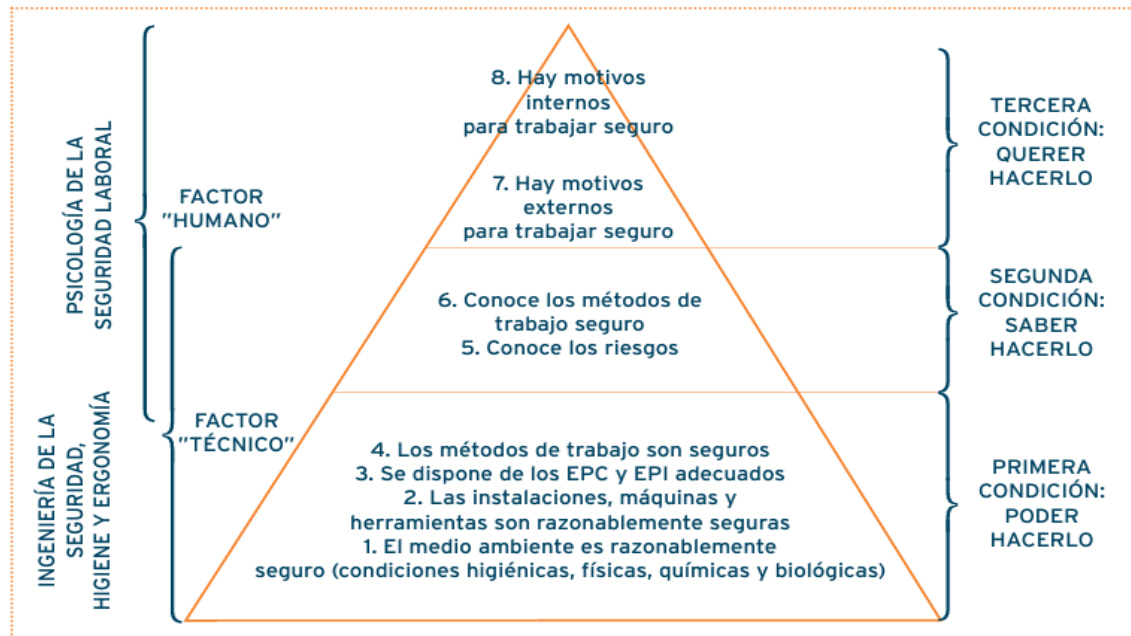 PSICOLOGÍA DE LA
SEGURIDAD LABORAL
INGENIERÍA DE LA
SEGURIDAD,
HIGIENE Y ERGONOMÍA
FACTOR
"HUMANO"
FACTOR
"TÉCNICO"
8. Hay motivos
internos
para trabajar seguro
7. Hay motivos
externos
para trabajar seguro
6. Conoce los métodos de
trabajo seguro
5. Conoce los riesgos
4. Los métodos de trabajo son seguros
3. Se dispone de los EPC y EPI adecuados
2. Las instalaciones, máquinas y
herramientas son razonablemente seguras
1. El medio ambiente es razonablemente
seguro (condiciones higiénicas, físicas, químicas y biológicas)
TERCERA
CONDICIÓN:
QUERER
HACERLO
SEGUNDA
CONDICIÓN:
SABER
HACERLO
PRIMERA
CONDICIÓN:
PODER
HACERLO